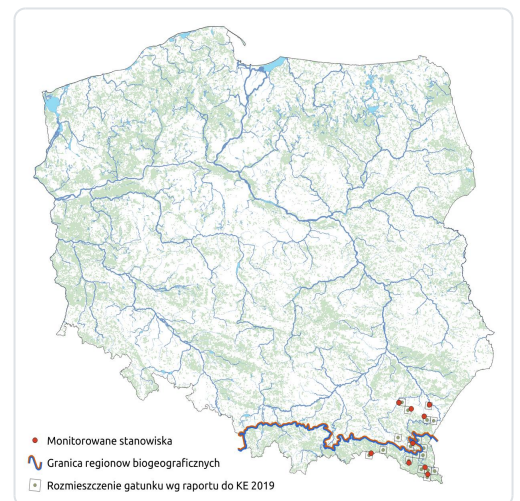 Monitorowane stanowiska
Granica regionow biogeograficznych
Rozmieszczenie gatunku wg raportu do KE 2019